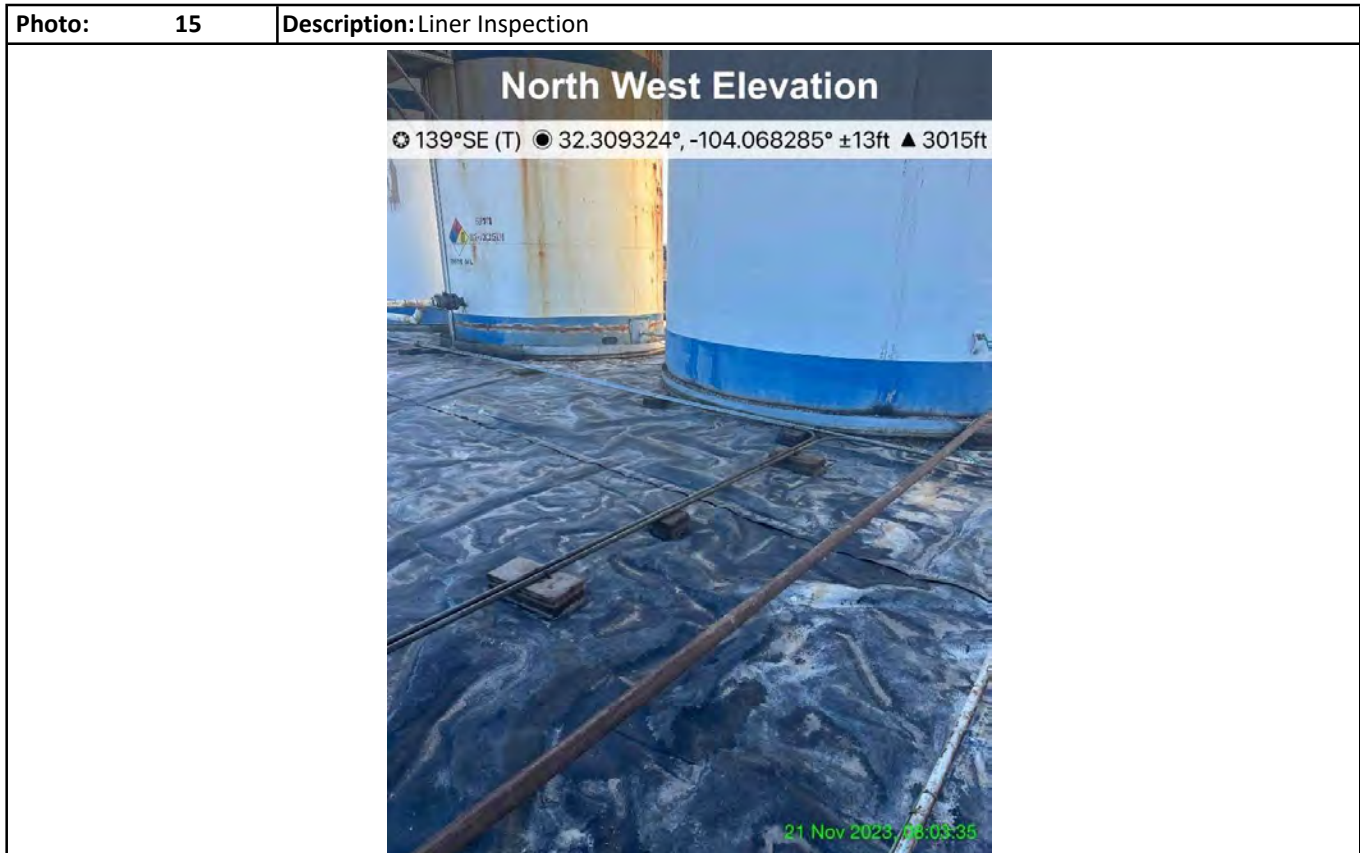 Photo: 15 Description: Liner Inspection
North West Elevation
139°SE (T) 32.309324°, -104.068285° ±13ft ▲ 3015ft
21 Nov 2023, 08:03:35